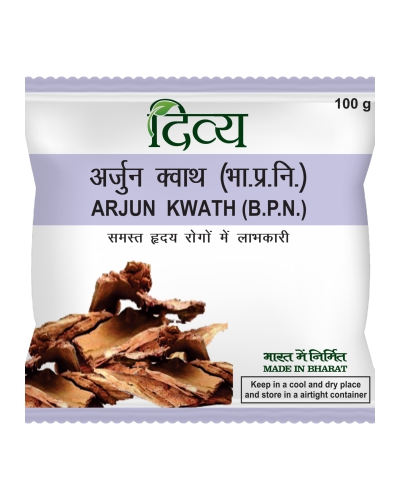 100 g
दिव्य
अर्जुन क्वाथ (भा.प्र.नि.)
ARJUN KWATH (B.P.N.)
समस्त हृदय रोगों में लाभकारी
भारत में निर्मित
MADE IN BHARAT
Keep in a cool and dry place
and store in a airtight container